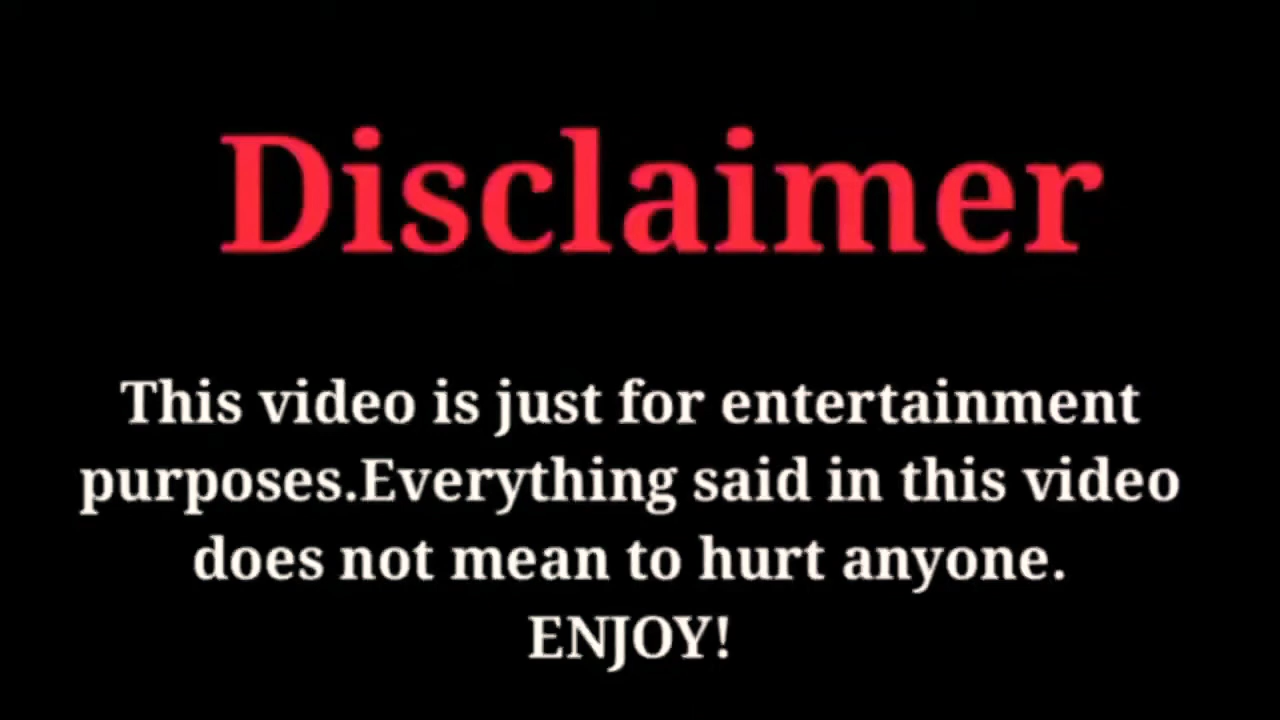 Disclaimer
This video is just for entertainment
purposes.Everything said in this video
does not mean to hurt anyone.
ENJOY!